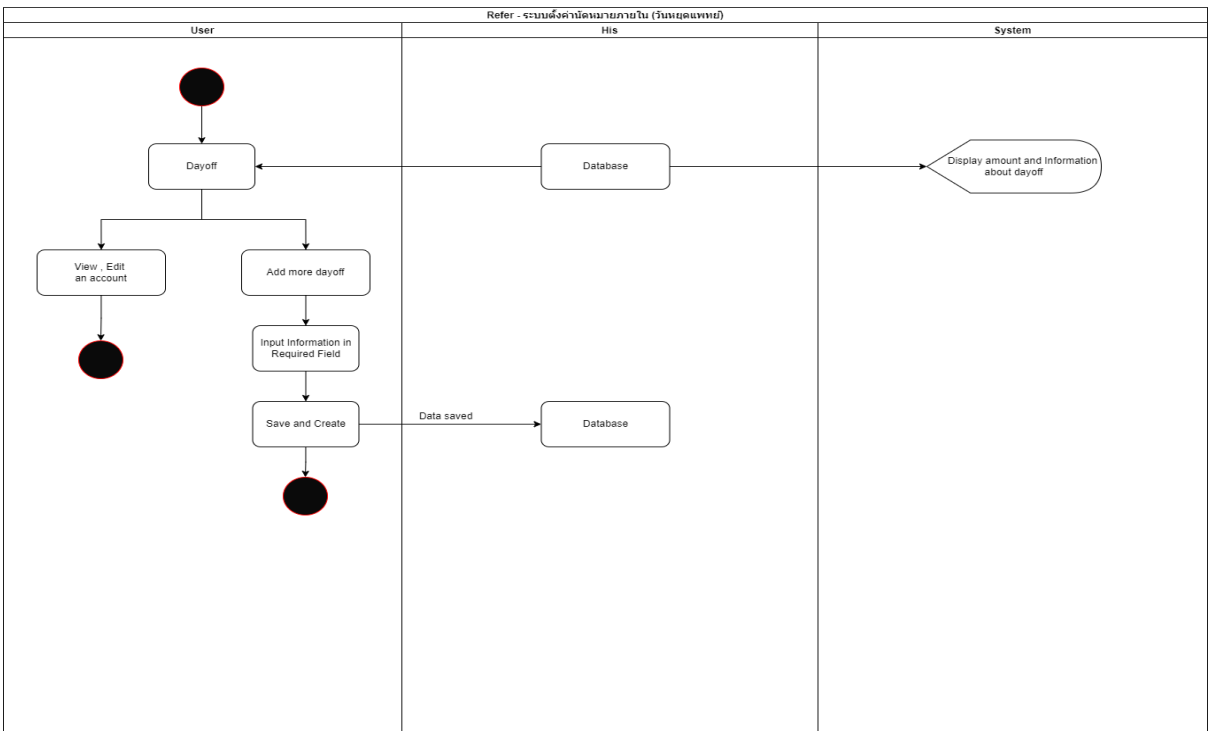 Refer - ระบบตั้งค่านัดหมายภายใน (วันหยุดแพทย์)
User
His
System
Dayoff
Database
Display amount and Information
about dayoff
View , Edit
an account
Add more dayoff
Input Information in
Required Field
Save and Create
Data saved
Database